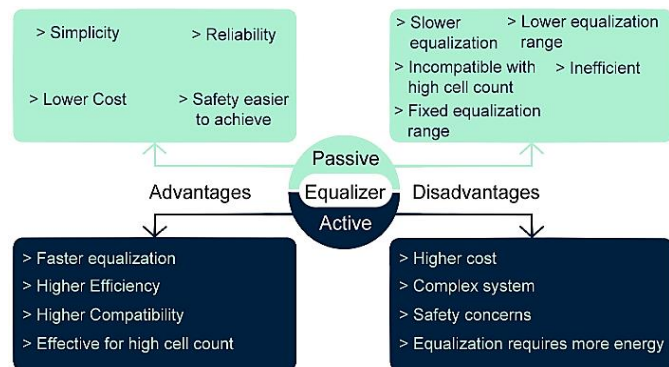 > Simplicity
> Reliability
> Lower Cost
> Safety easier
to achieve
> Slower
equalization
> Lower equalization
range
> Incompatible with
high cell count
> Inefficient
> Fixed equalization
range
Passive
Advantages
Equalizer
Disadvantages
Active
> Faster equalization
> Higher Efficiency
> Higher Compatibility
> Effective for high cell count
> Higher cost
> Complex system
> Safety concerns
> Equalization requires more energy